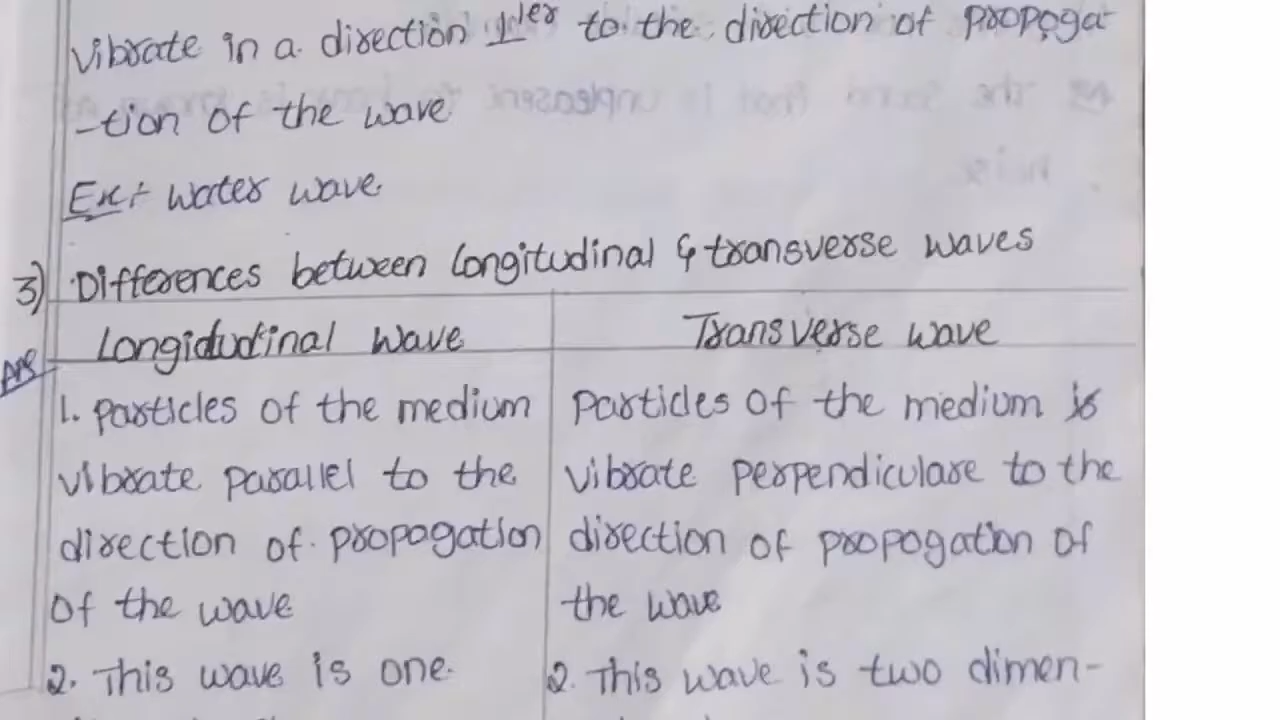 vibrate in a direction ⊥ler to the direction of propoga
-tion of the wave
Ex:- water wave
3) Differences between longitudinal & transverse waves
Longidudinal wave
Transverse wave
Ans
1. Particles of the medium
vibrate parallel to the
direction of propogation
of the wave
2. This wave is one
Particles of the medium is
vibrate perpendiculare to the
direction of propogation of
the wave
2. This wave is two dimen-